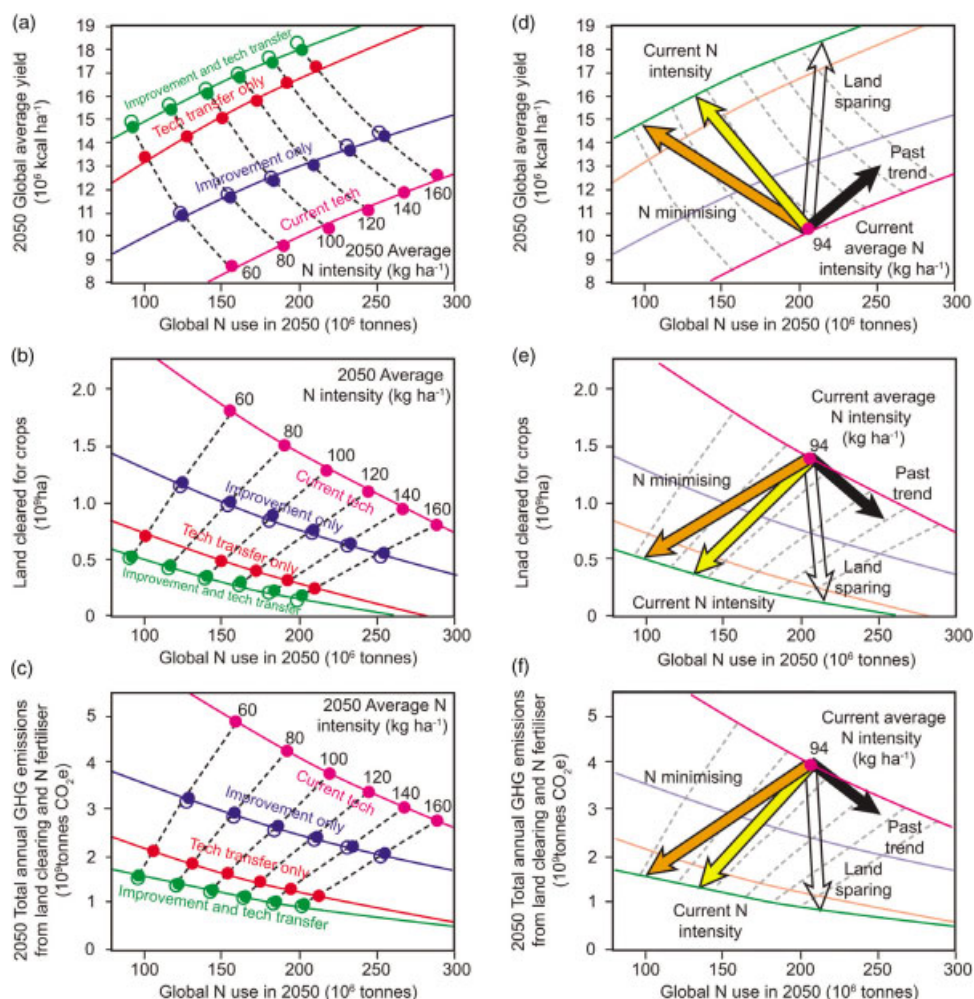 (a)
19
18
17
16
15
14
13
12
11
10
9
8
2050 Global average yield
(10⁶ kcal ha⁻¹)
Improvement and tech transfer
Tech transfer only
Improvement only
Current tech
160
140
120
100
80
60
2050 Average
N intensity (kg ha⁻¹)
100 150 200 250 300
Global N use in 2050 (10⁶ tonnes)
(d)
19
18
17
16
15
14
13
12
11
10
9
8
2050 Global average yield
(10⁶ kcal ha⁻¹)
Current N
intensity
Land
sparing
Past
trend
N minimising
94
Current
average N
intensity (kg ha⁻¹)
100 150 200 250 300
Global N use in 2050 (10⁶ tonnes)
(b)
2.0
1.5
1.0
0.5
0
Land cleared for crops
(10⁹ha)
2050 Average
N intensity (kg ha⁻¹)
60
80
100
120
140
160
Current tech
Improvement only
Tech transfer only
Improvement and tech transfer
100 150 200 250 300
Global N use in 2050 (10⁶ tonnes)
(e)
2.0
1.5
1.0
0.5
0
Lnad cleared for crops
(10⁹ha)
Current average
N intensity
(kg ha⁻¹)
94
N minimising
Past
trend
Land
sparing
Current N intensity
100 150 200 250 300
Global N use in 2050 (10⁶ tonnes)
(c)
5
4
3
2
1
0
2050 Total annual GHG emissions
from land clearing and N fertiliser
(10⁹tonnes CO₂e)
2050 Average N
intensity (kg ha⁻¹)
60
80
100
120
140
160
Current tech
Improvement only
Tech transfer only
Improvement and tech transfer
100 150 200 250 300
Global N use in 2050 (10⁶ tonnes)
(f)
5
4
3
2
1
0
2050 Total annual GHG emissions
from land clearing and N fertiliser
(10⁹tonnes CO₂e)
Current average
N intensity
(kg ha⁻¹)
94
N minimising
Past
trend
Land
sparing
Current N
intensity
100 150 200 250 300
Global N use in 2050 (10⁶ tonnes)